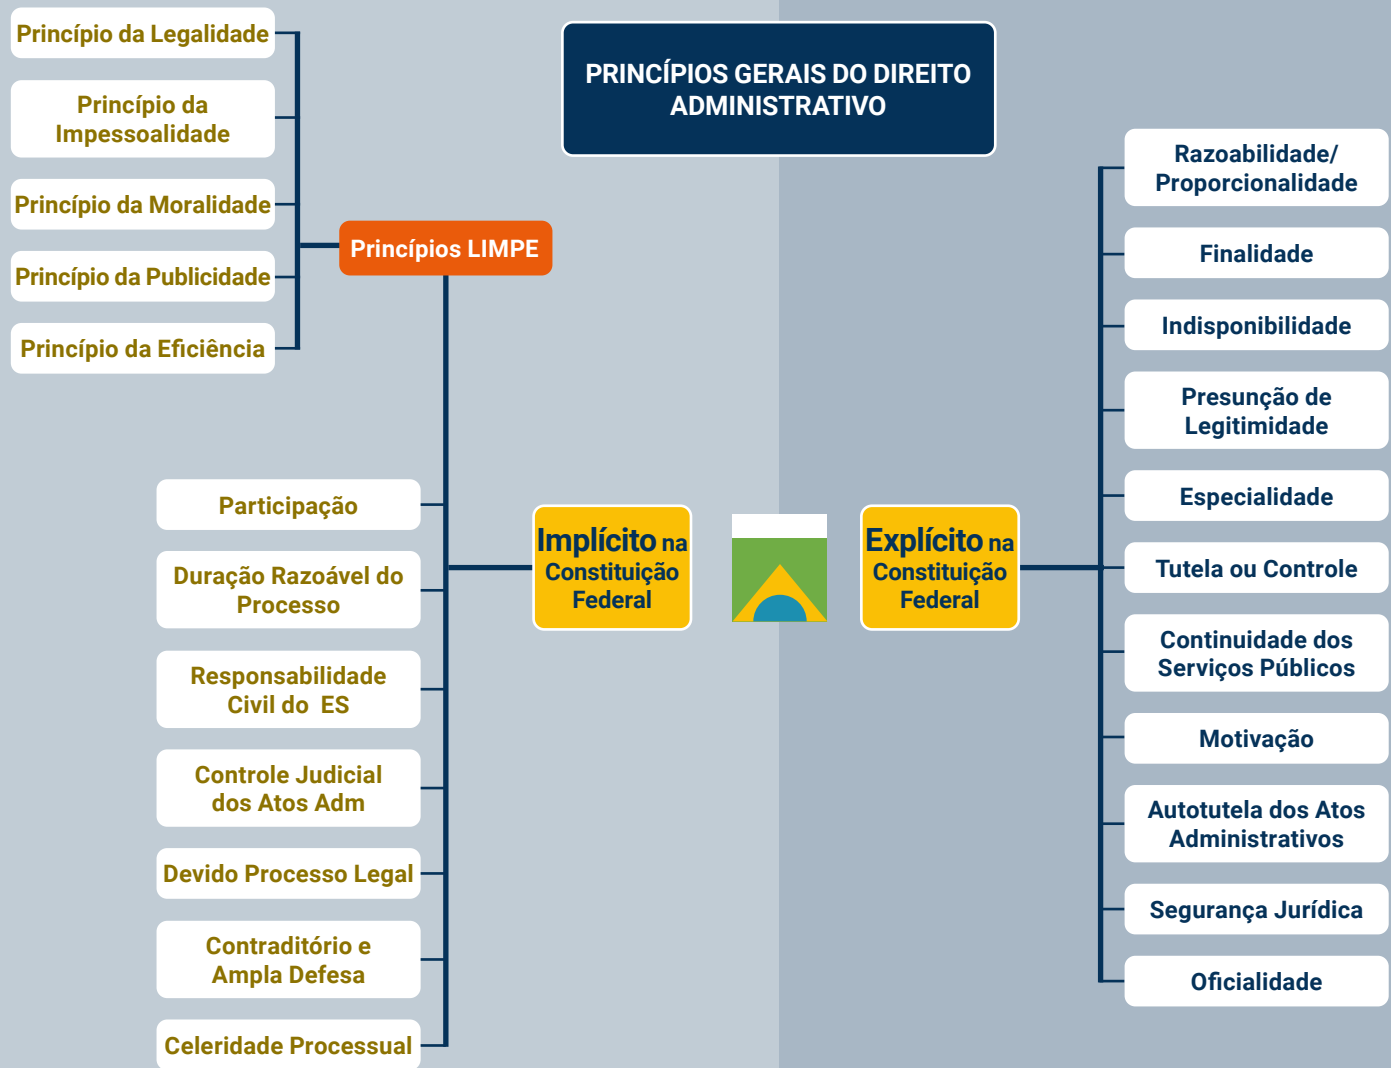 PRINCÍPIOS GERAIS DO DIREITO
ADMINISTRATIVO
Princípio da Legalidade
Princípio da
Impessoalidade
Princípio da Moralidade
Princípio da Publicidade
Princípio da Eficiência
Princípios LIMPE
Participação
Duração Razoável do
Processo
Responsabilidade
Civil do ES
Controle Judicial
dos Atos Adm
Devido Processo Legal
Contraditório e
Ampla Defesa
Celeridade Processual
Implícito na
Constituição
Federal
Explícito na
Constituição
Federal
Razoabilidade/
Proporcionalidade
Finalidade
Indisponibilidade
Presunção de
Legitimidade
Especialidade
Tutela ou Controle
Continuidade dos
Serviços Públicos
Motivação
Autotutela dos Atos
Administrativos
Segurança Jurídica
Oficialidade